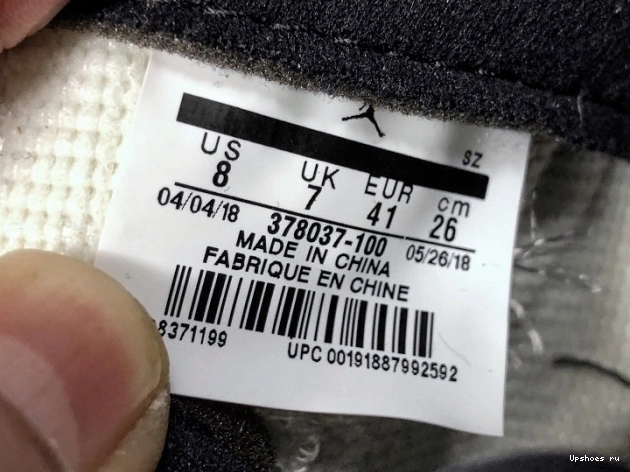 SZ
US UK EUR cm
8 7 41 26
04/04/18 378037-100 05/26/18
MADE IN CHINA
FABRIQUE EN CHINE
8371199 UPC 00191887992592
Upshoes ru